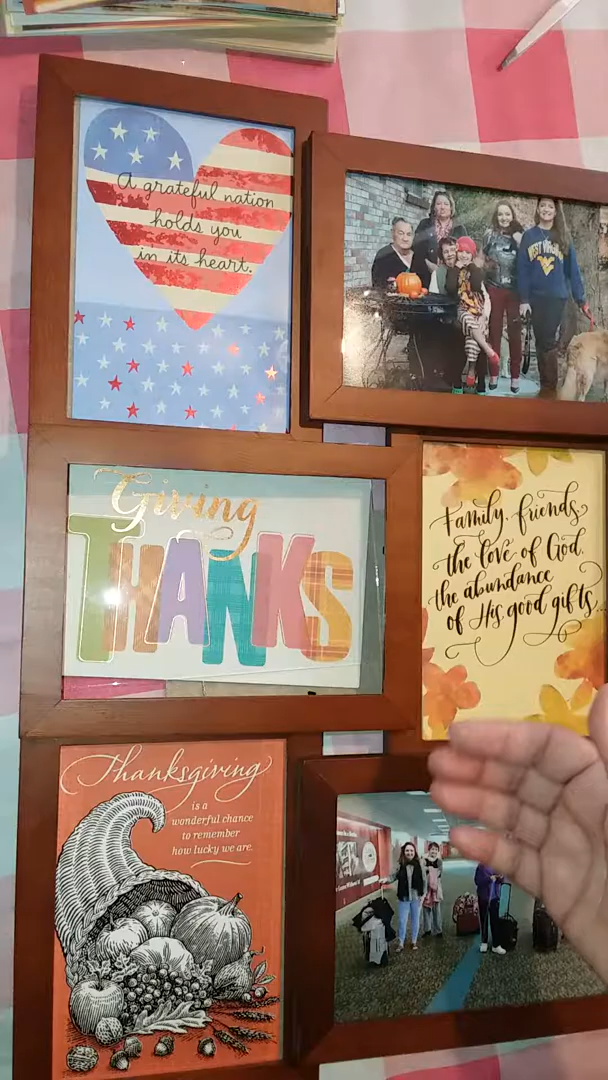 A grateful nation
holds you
in its heart.
WEST VIRGINIA
Giving
THANKS
Family, friends,
the love of God,
the abundance
of His good gifts...
Thanksgiving
is a
wonderful chance
to remember
how lucky we are.